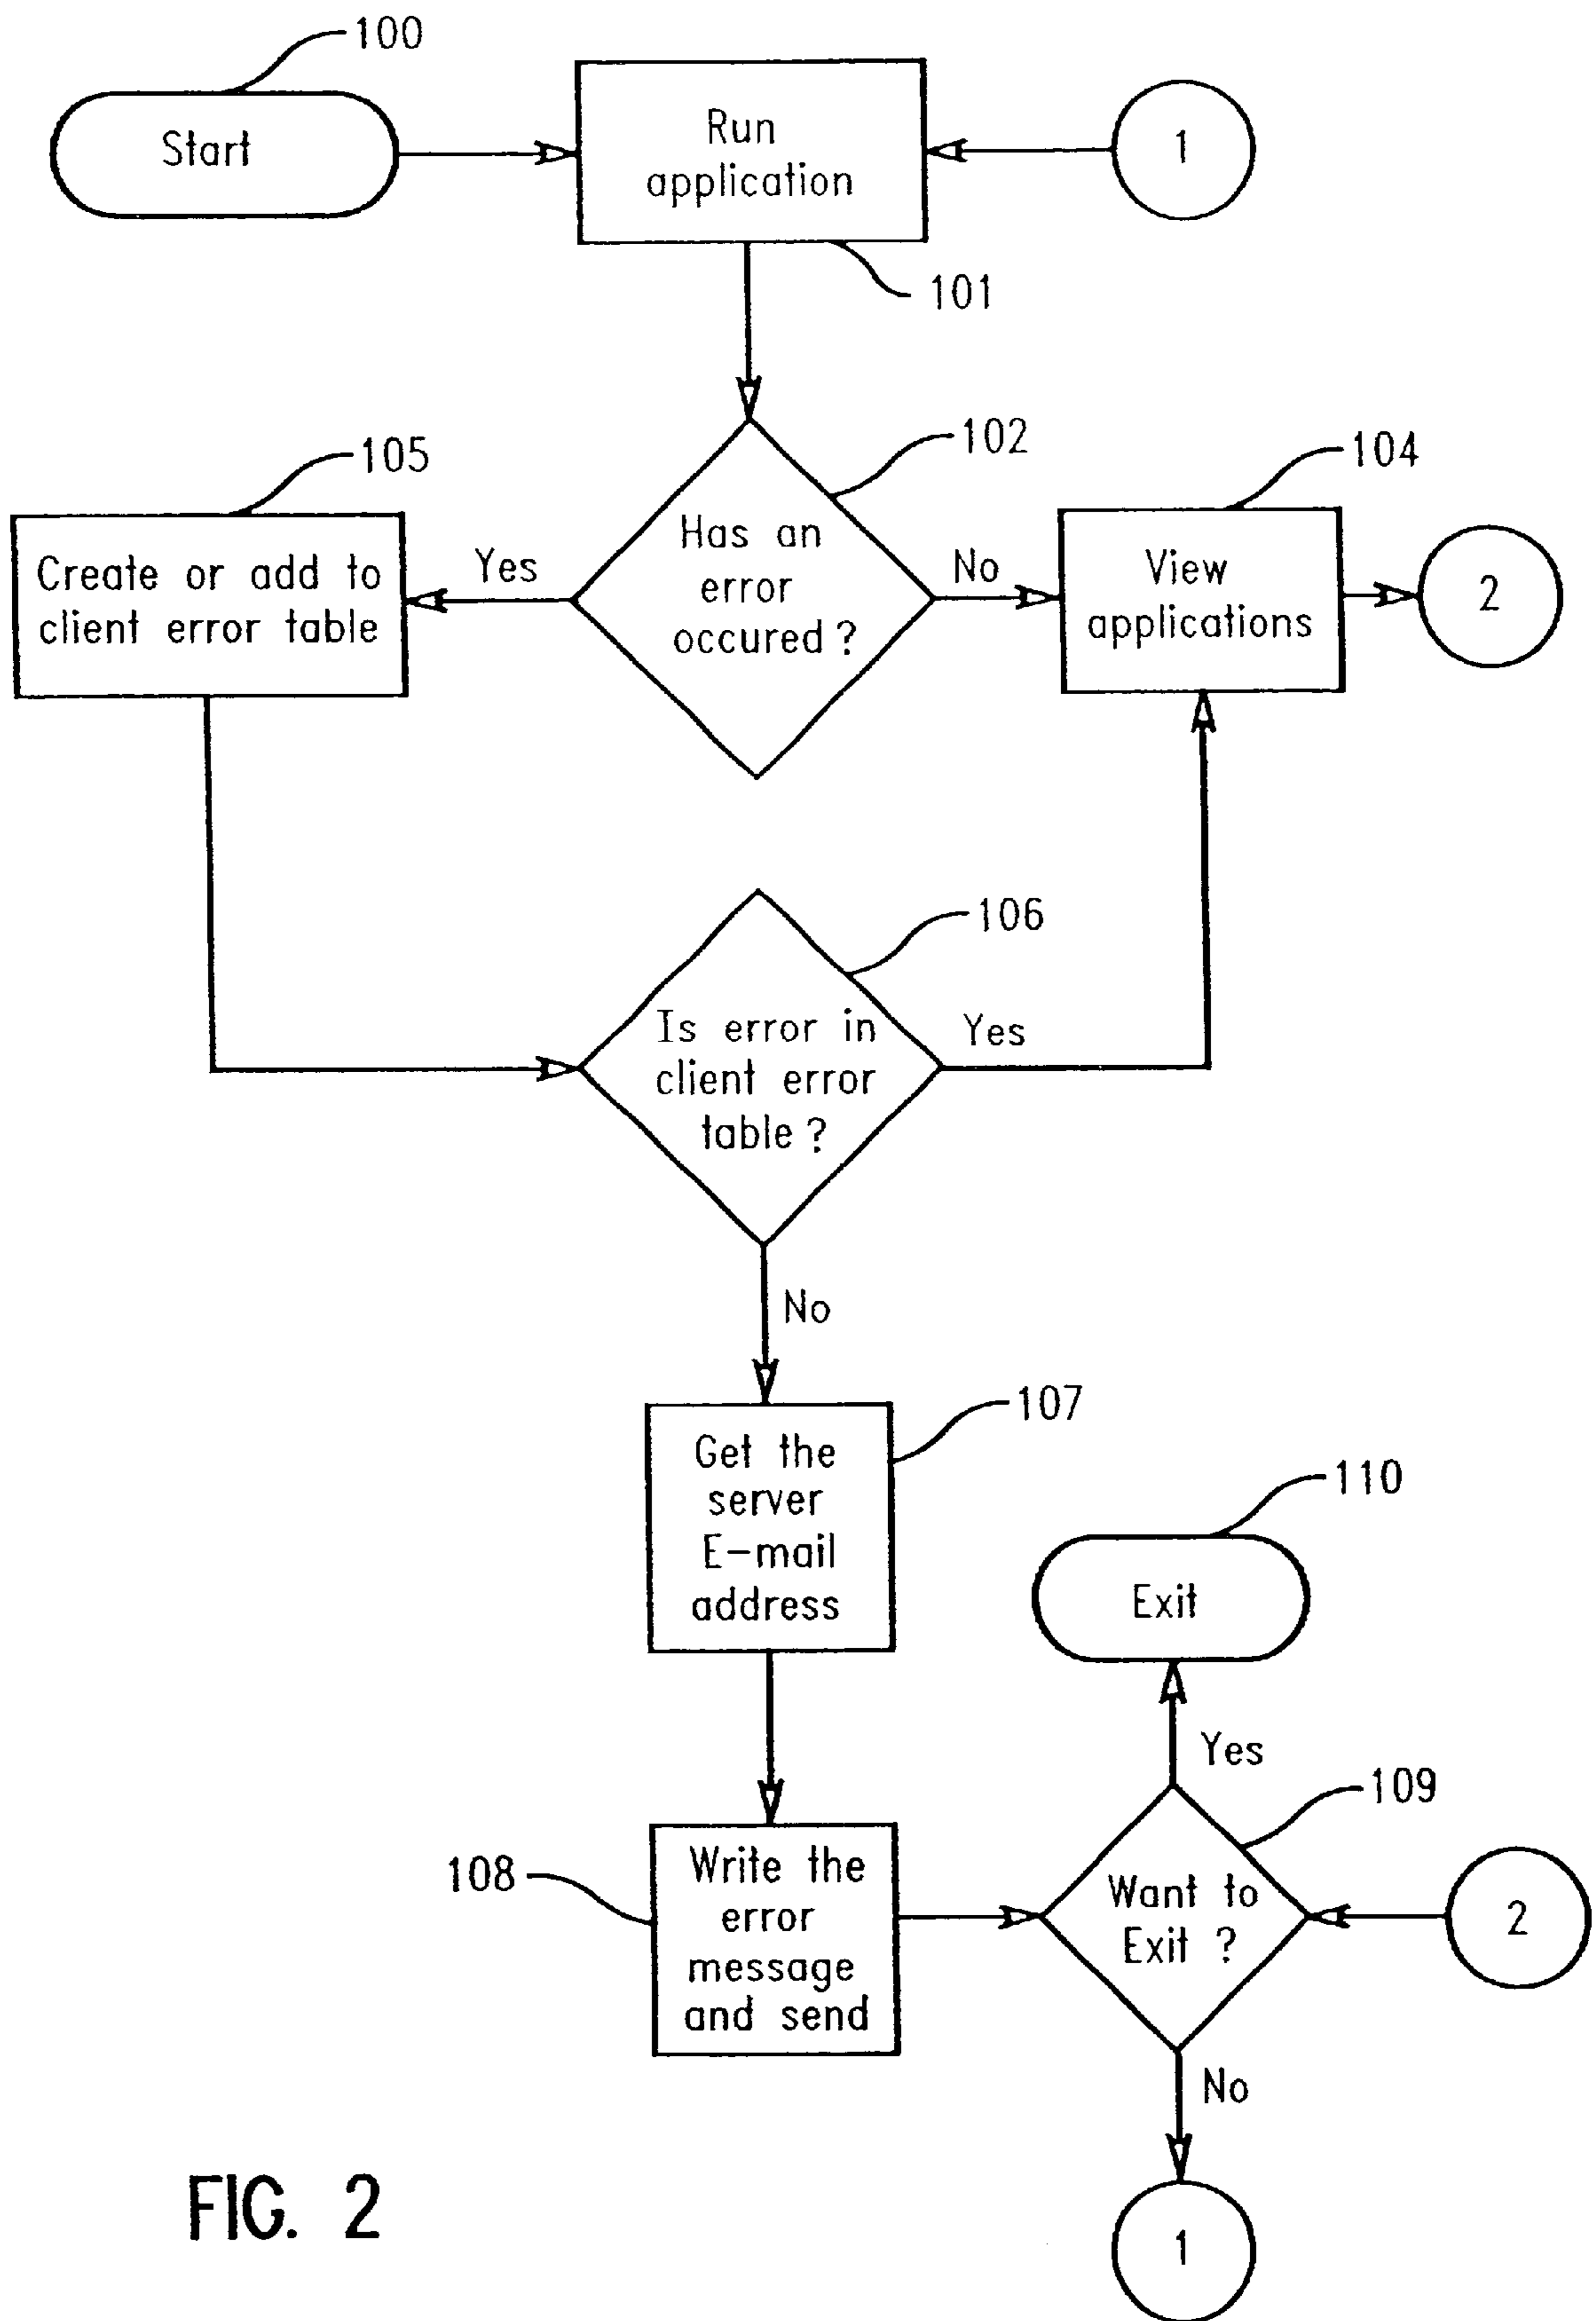 100
Start
Run
application
1
101
102
105
104
Has an
error
occured?
Yes
No
Create or add to
client error table
View
applications
2
106
Is error in
client error
table?
Yes
No
107
Get the
server
E-mail
address
110
Exit
Yes
109
108
Write the
error
message
and send
Want to
Exit ?
2
No
1
FIG. 2